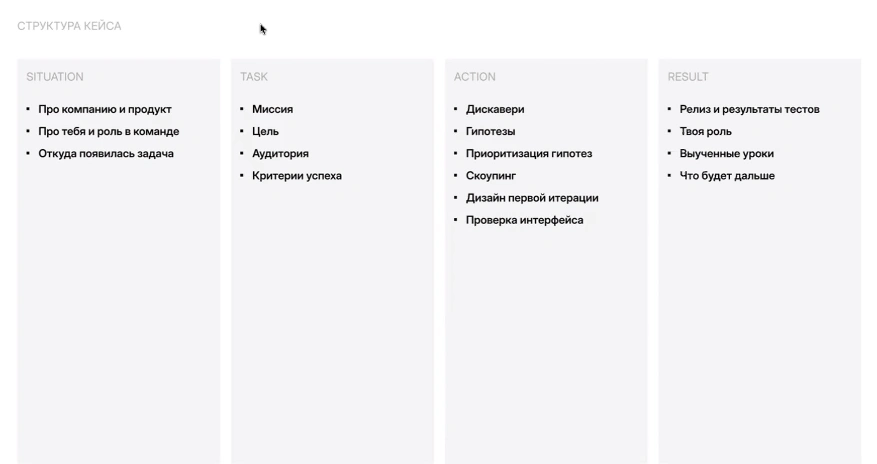 СТРУКТУРА КЕЙСА
SITUATION
Про компанию и продукт
Про тебя и роль в команде
Откуда появилась задача
TASK
Миссия
Цель
Аудитория
Критерии успеха
ACTION
Дискавери
Гипотезы
Приоритизация гипотез
Скоупинг
Дизайн первой итерации
Проверка интерфейса
RESULT
Релиз и результаты тестов
Твоя роль
Выученные уроки
Что будет дальше